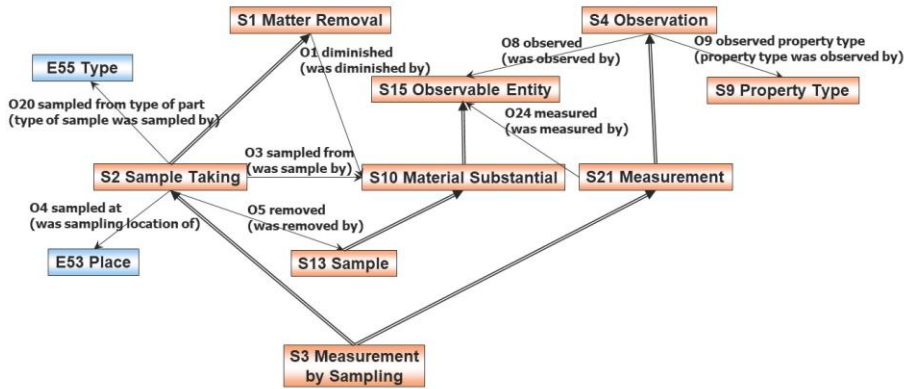 S1 Matter Removal
S4 Observation
O1 diminished
(was diminished by)
O8 observed
(was observed by)
O9 observed property type
(property type was observed by)
E55 Type
S15 Observable Entity
S9 Property Type
O20 sampled from type of part
(type of sample was sampled by)
O24 measured
(was measured by)
O3 sampled from
(was sample by)
S2 Sample Taking
S10 Material Substantial
S21 Measurement
O4 sampled at
(was sampling location of)
O5 removed
(was removed by)
E53 Place
S13 Sample
S3 Measurement
by Sampling